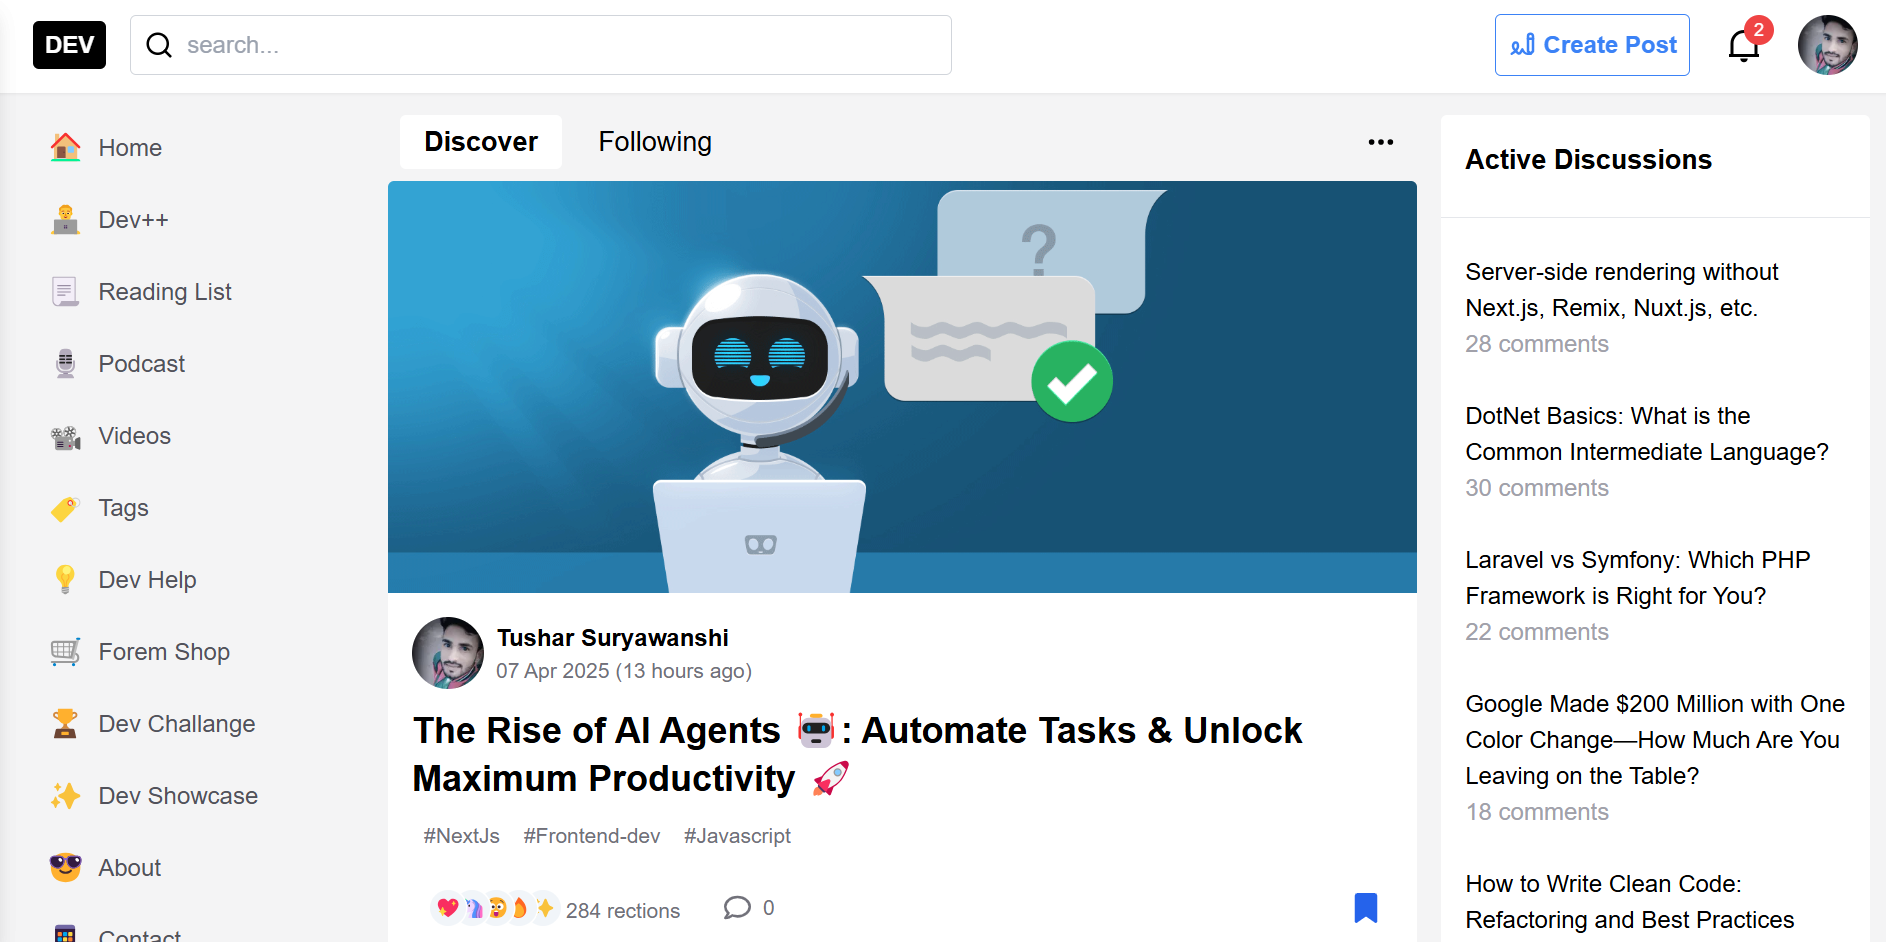 DEV
search...
Create Post
2
Home
Dev++
Reading List
Podcast
Videos
Tags
Dev Help
Forem Shop
Dev Challange
Dev Showcase
About
Contact
Discover
Following
?
Tushar Suryawanshi
07 Apr 2025 (13 hours ago)
The Rise of AI Agents 🤖: Automate Tasks & Unlock
Maximum Productivity 🚀
#NextJs #Frontend-dev #Javascript
284 rections
0
Active Discussions
Server-side rendering without
Next.js, Remix, Nuxt.js, etc.
28 comments
DotNet Basics: What is the
Common Intermediate Language?
30 comments
Laravel vs Symfony: Which PHP
Framework is Right for You?
22 comments
Google Made $200 Million with One
Color Change—How Much Are You
Leaving on the Table?
18 comments
How to Write Clean Code:
Refactoring and Best Practices